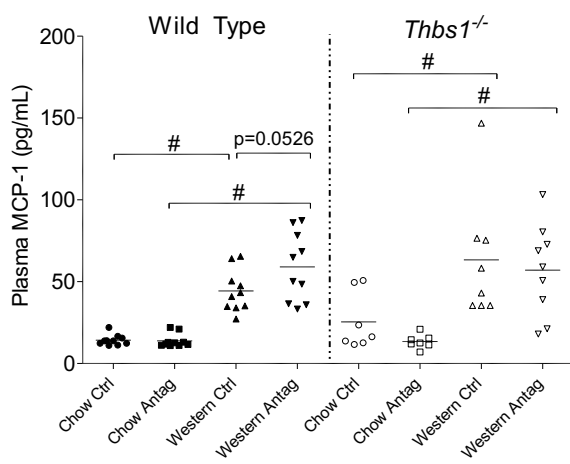 Wild Type
Thbs1-/-
200
150
100
50
0
Plasma MCP-1 (pg/mL)
#
#
p=0.0526
#
#
Chow Ctrl
Chow Antag
Western Ctrl
Western Antag
Chow Ctrl
Chow Antag
Western Ctrl
Western Antag